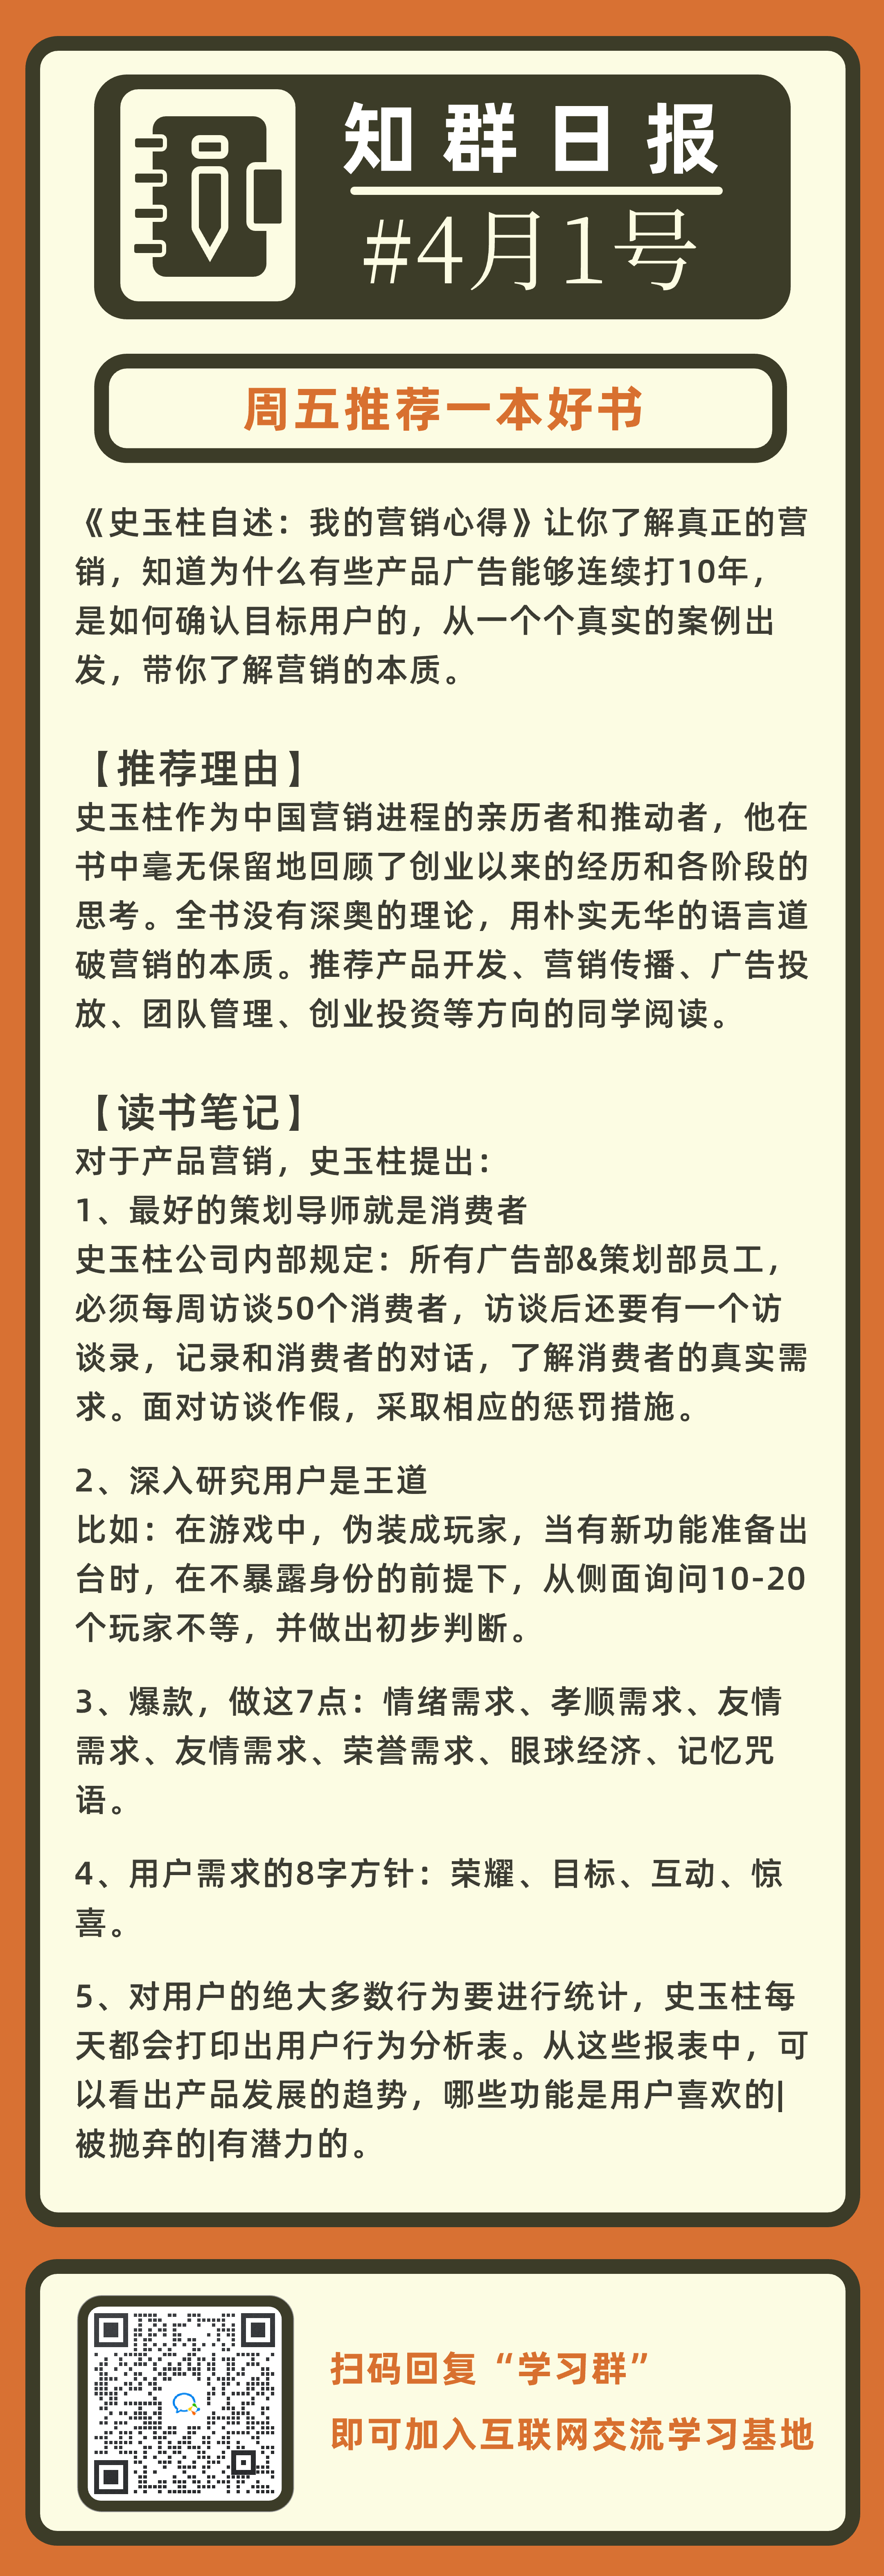 知群日报
#4月1号
周五推荐一本好书
《史玉柱自述：我的营销心得》让你了解真正的营
销，知道为什么有些产品广告能够连续打10年，
是如何确认目标用户的，从一个个真实的案例出
发，带你了解营销的本质。
【推荐理由】
史玉柱作为中国营销进程的亲历者和推动者，他在
书中毫无保留地回顾了创业以来的经历和各阶段的
思考。全书没有深奥的理论，用朴实无华的语言道
破营销的本质。推荐产品开发、营销传播、广告投
放、团队管理、创业投资等方向的同学阅读。
【读书笔记】
对于产品营销，史玉柱提出：
1、最好的策划导师就是消费者
史玉柱公司内部规定：所有广告部&策划部员工，
必须每周访谈50个消费者，访谈后还要有一个访
谈录，记录和消费者的对话，了解消费者的真实需
求。面对访谈作假，采取相应的惩罚措施。
2、深入研究用户是王道
比如：在游戏中，伪装成玩家，当有新功能准备出
台时，在不暴露身份的前提下，从侧面询问10-20
个玩家不等，并做出初步判断。
3、爆款，做这7点：情绪需求、孝顺需求、友情
需求、友情需求、荣誉需求、眼球经济、记忆咒
语。
4、用户需求的8字方针：荣耀、目标、互动、惊
喜。
5、对用户的绝大多数行为要进行统计，史玉柱每
天都会打印出用户行为分析表。从这些报表中，可
以看出产品发展的趋势，哪些功能是用户喜欢的|
被抛弃的|有潜力的。
扫码回复“学习群”
即可加入互联网交流学习基地